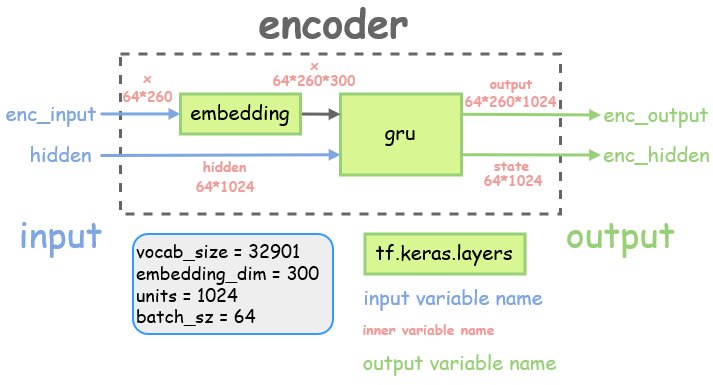 encoder
x
64*260
x
64*260*300
output
64*260*1024
enc_input
embedding
gru
enc_output
hidden
hidden
64*1024
state
64*1024
enc_hidden
input
output
vocab_size = 32901
embedding_dim = 300
units = 1024
batch_sz = 64
tf.keras.layers
input variable name
inner variable name
output variable name